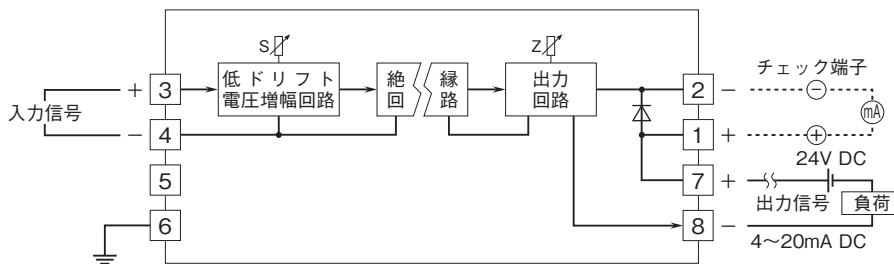 S
Z
低ドリフト
電圧増幅回路
絶
回
縁
路
出力
回路
チェック端子
入力信号
+ 3
− 4
5
6
2 −
1 +
7 +
8 −
−
mA
+
24V DC
出力信号
負荷
4〜20mA DC